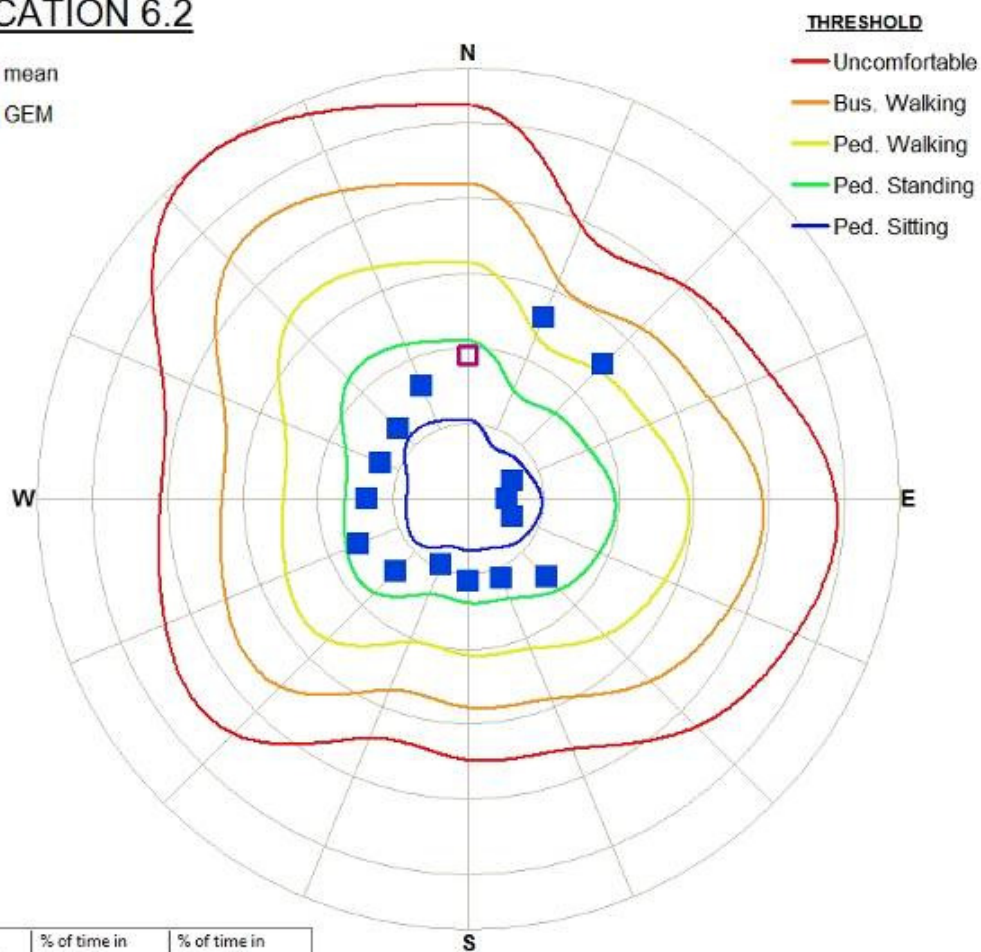 CATION 6.2
mean
GEM
THRESHOLD
Uncomfortable
Bus. Walking
Ped. Walking
Ped. Standing
Ped. Sitting
N
W
E
S
% of time in
% of time in